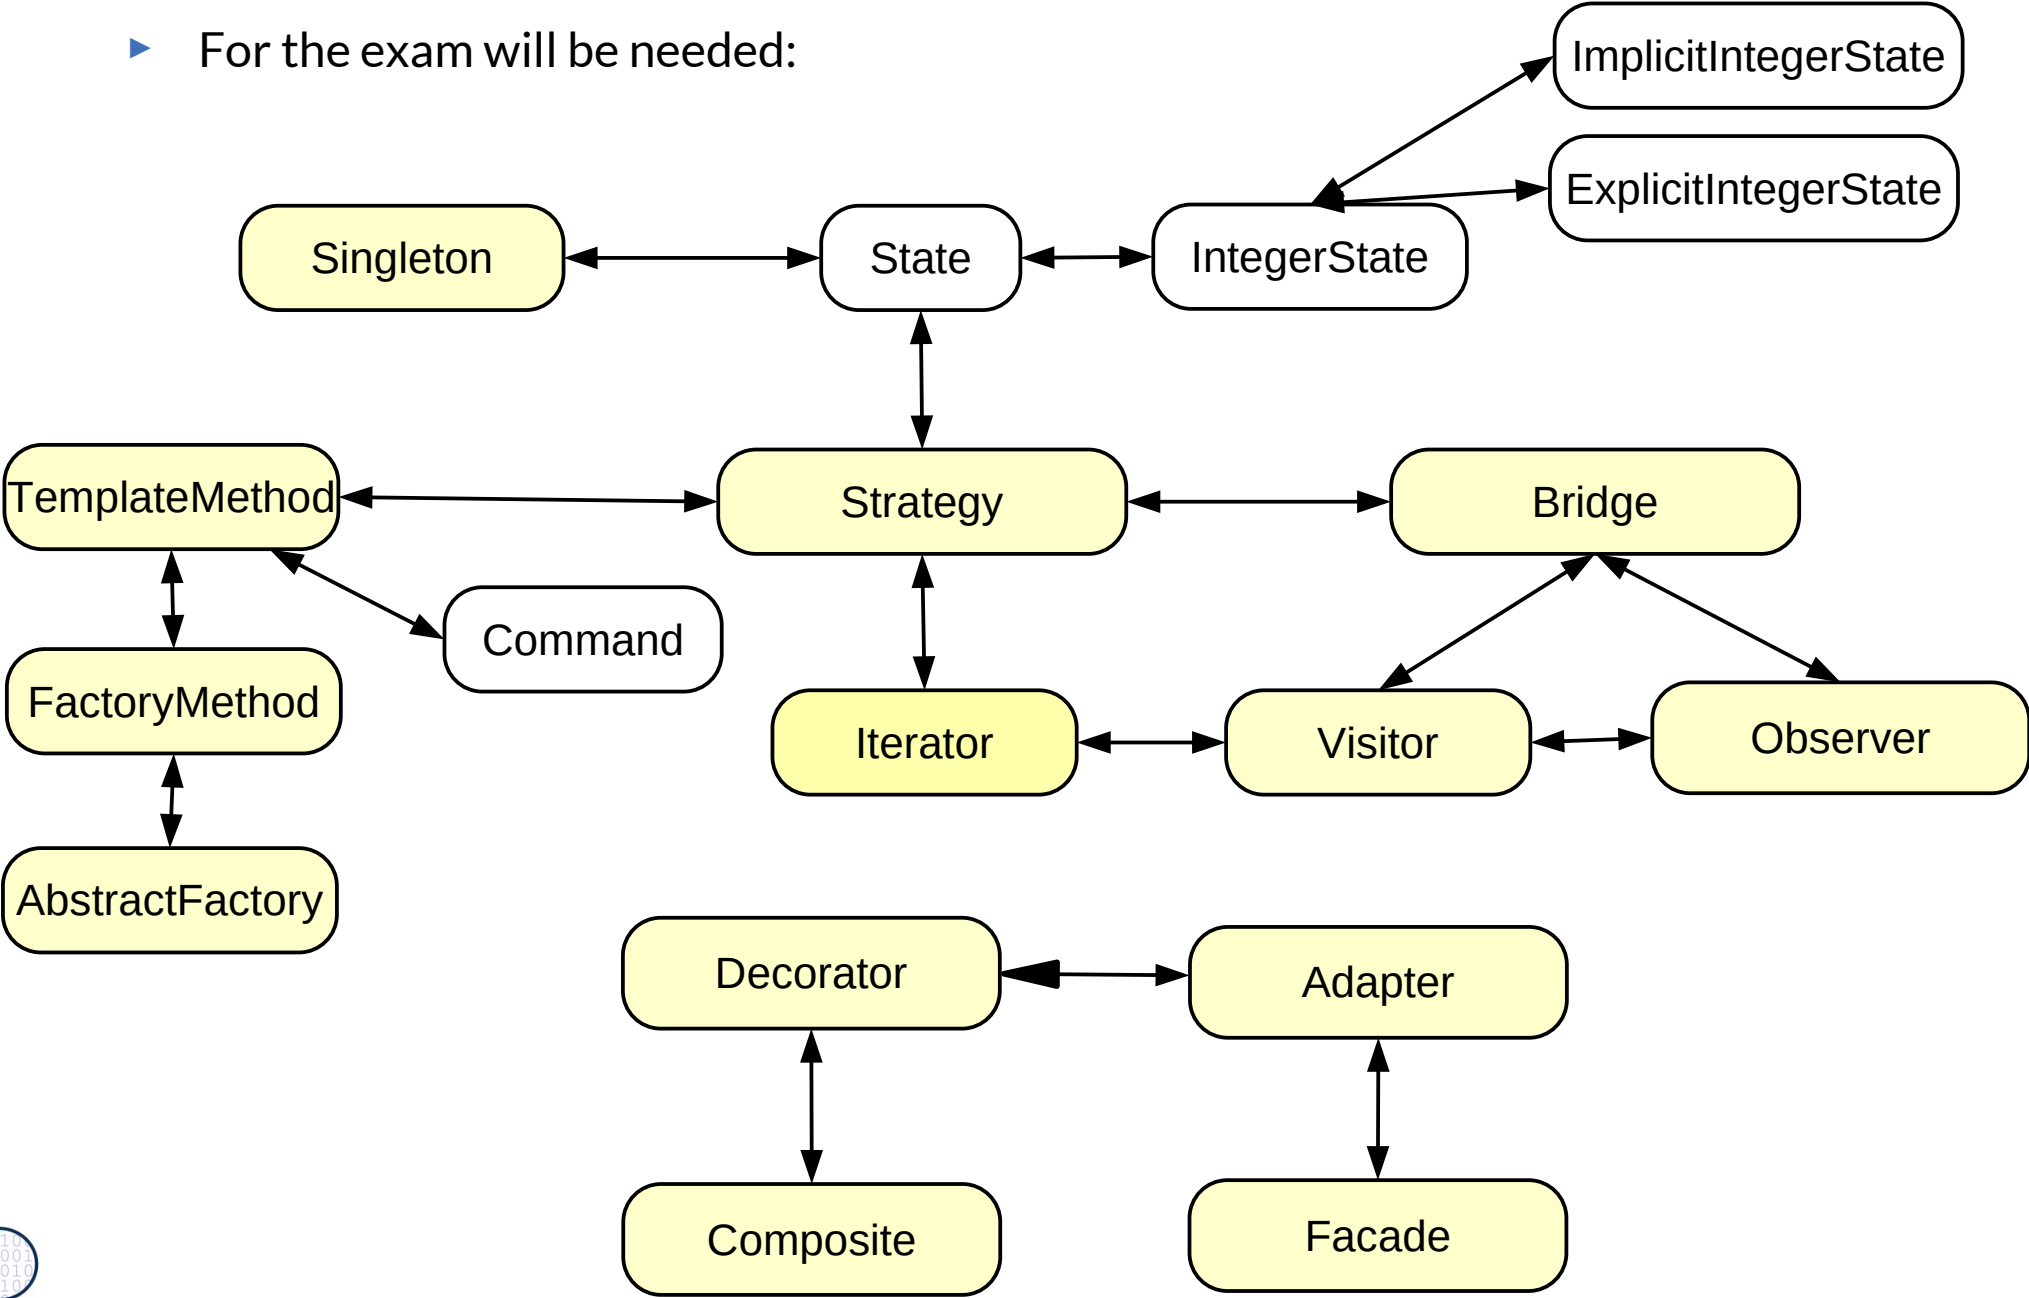 For the exam will be needed:
ImplicitIntegerState
ExplicitIntegerState
Singleton
State
IntegerState
TemplateMethod
Strategy
Bridge
Command
FactoryMethod
Iterator
Visitor
Observer
AbstractFactory
Decorator
Adapter
Composite
Facade